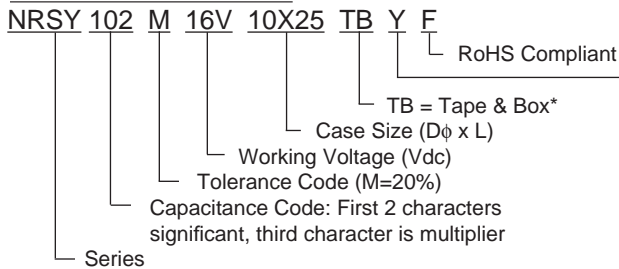 NRSY 102 M 16V 10X25 TB Y F
RoHS Compliant
TB = Tape & Box*
Case Size (Dφ x L)
Working Voltage (Vdc)
Tolerance Code (M=20%)
Capacitance Code: First 2 characters
significant, third character is multiplier
Series